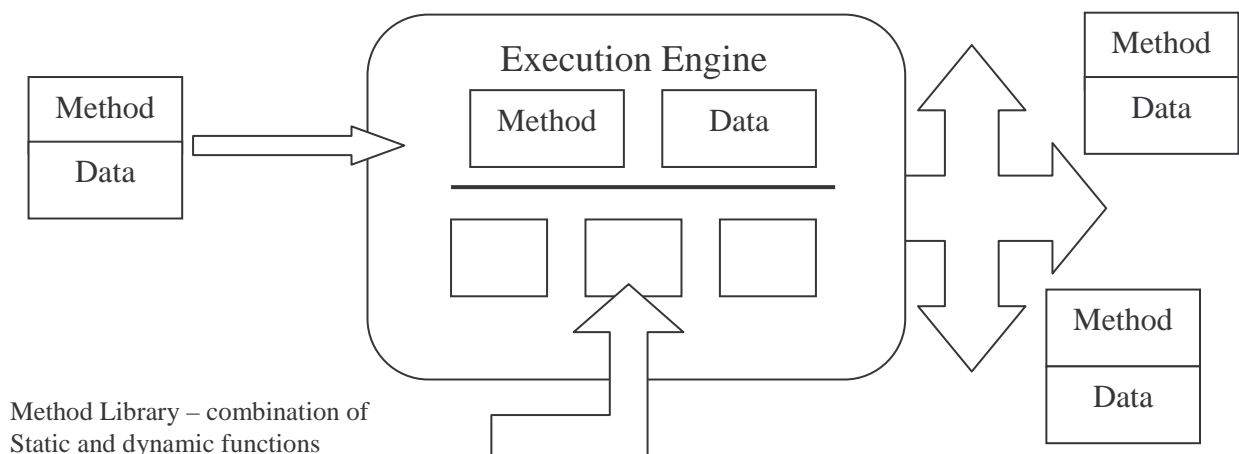 Execution Engine
Method
Data
Method
Data
Method
Data
Method
Data
Method Library – combination of
Static and dynamic functions